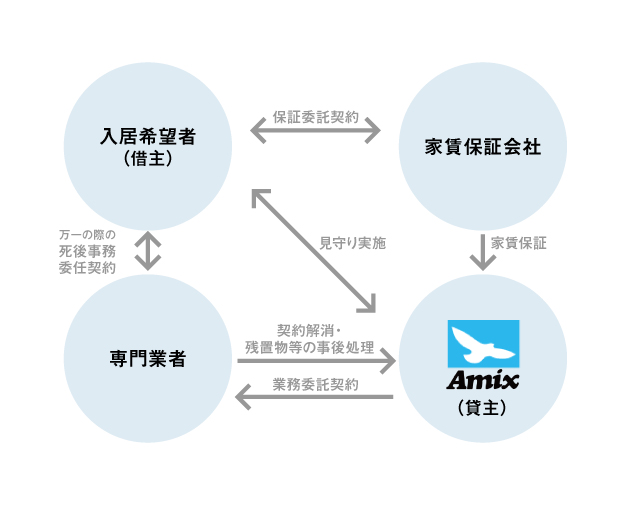 入居希望者
（借主）
保証委託契約
家賃保証会社
万一の際の
死後事務
委任契約
見守り実施
家賃保証
専門業者
契約解消・
残置物等の事後処理
業務委託契約
Amix
（貸主）